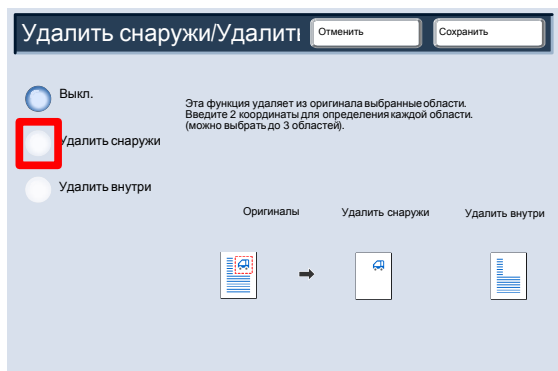 Удалить снаружи/Удалить
Отменить
Сохранить
Выкл.
Эта функция удаляет из оригинала выбранные области.
Введите 2 координаты для определения каждой области.
(можно выбрать до 3 областей).
Удалить снаружи
Удалить внутри
Оригиналы
Удалить снаружи
Удалить внутри